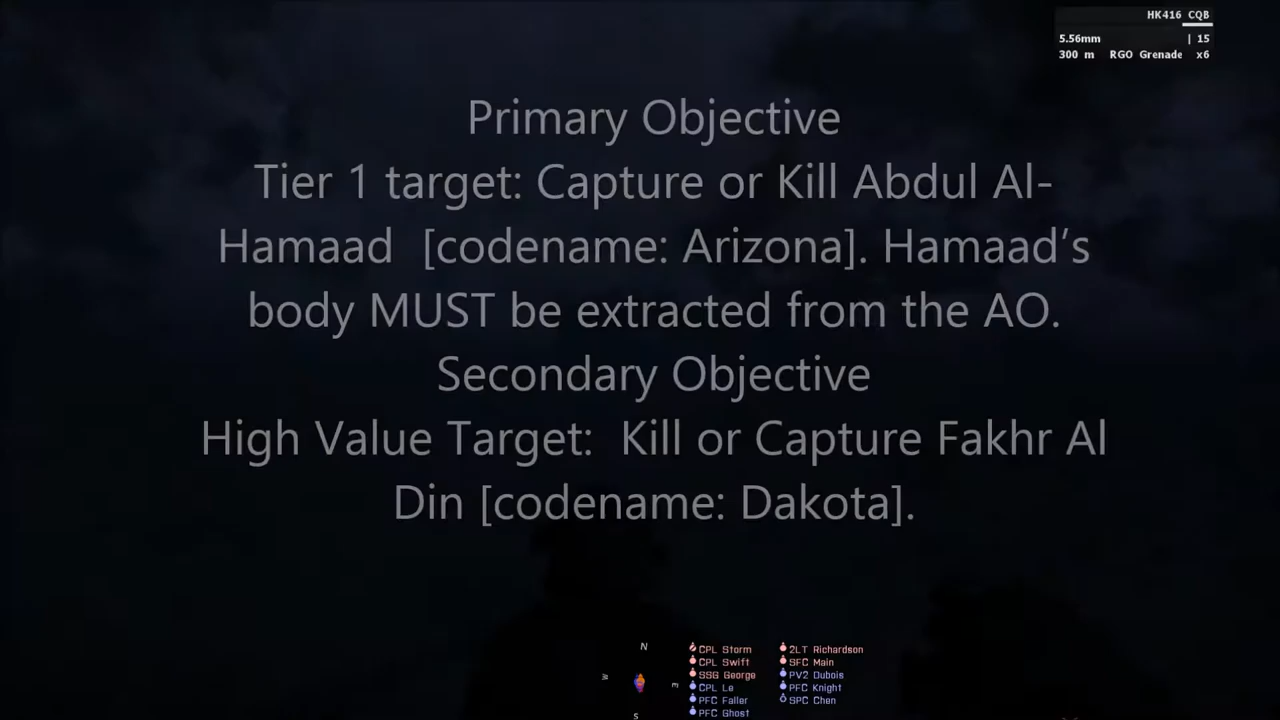 HK416 CQB
5.56mm | 15
300 m RGO Grenade x6
Primary Objective
Tier 1 target: Capture or Kill Abdul Al-
Hamaad [codename: Arizona]. Hamaad’s
body MUST be extracted from the AO.
Secondary Objective
High Value Target: Kill or Capture Fakhr Al
Din [codename: Dakota].
N
W
E
S
CPL Storm
CPL Swift
SSG George
CPL Le
PFC Faller
PFC Ghost
2LT Richardson
SFC Main
PV2 Dubois
PFC Knight
SPC Chen